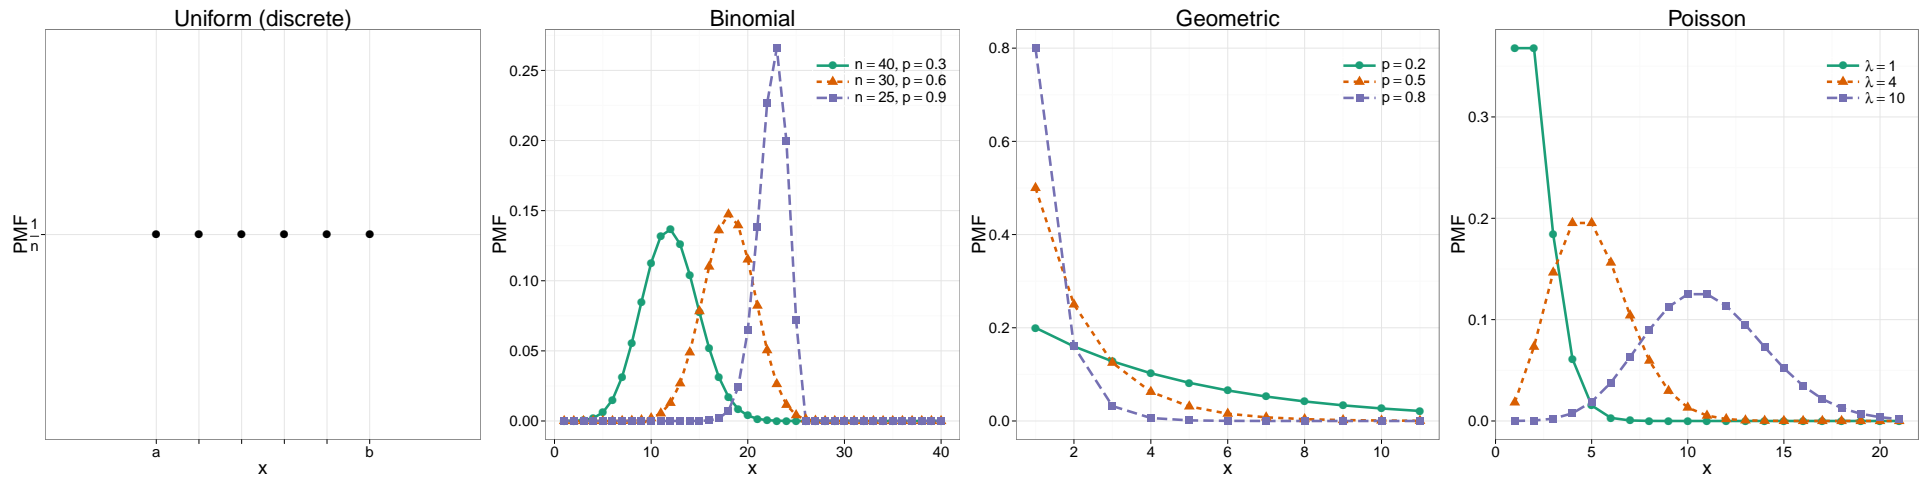 Uniform (discrete)
PMF
1
n
a
b
x
Binomial
PMF
0.25
0.20
0.15
0.10
0.05
0.00
0 10 20 30 40
x
n = 40, p = 0.3
n = 30, p = 0.6
n = 25, p = 0.9
Geometric
PMF
0.8
0.6
0.4
0.2
0.0
2 4 6 8 10
x
p = 0.2
p = 0.5
p = 0.8
Poisson
PMF
0.3
0.2
0.1
0.0
0 5 10 15 20
x
λ = 1
λ = 4
λ = 10